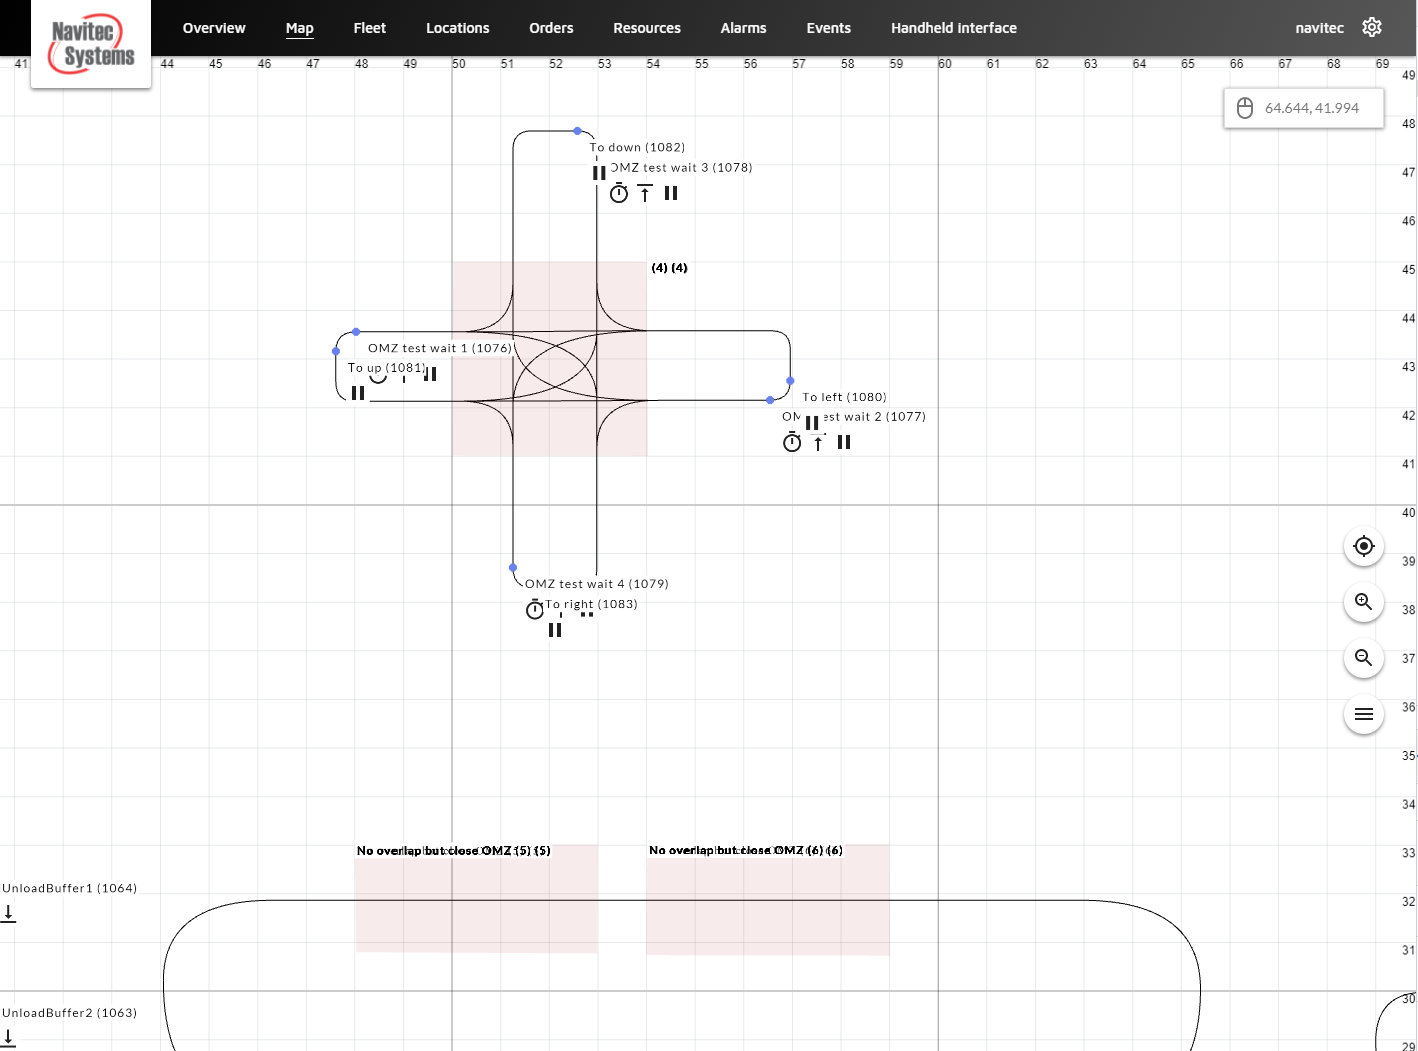 Navitec
Systems
Overview
Map
Fleet
Locations
Orders
Resources
Alarms
Events
Handheld interface
navitec
41 44 45 46 47 48 49 50 51 52 53 54 55 56 57 58 59 60 61 62 63 64 65 66 67 68 69
49
64.644, 41.994
48
To down (1082)
OMZ test wait 3 (1078)
47
46
(4) (4)
45
44
OMZ test wait 1 (1076)
To up (1081)
43
To left (1080)
test wait 2 (1077)
42
41
40
39
OMZ test wait 4 (1079)
To right (1083)
38
37
36
35
34
No overlap but close OMZ (5) (5)
No overlap but close OMZ (6) (6)
33
UnloadBuffer1 (1064)
32
31
30
UnloadBuffer2 (1063)
29